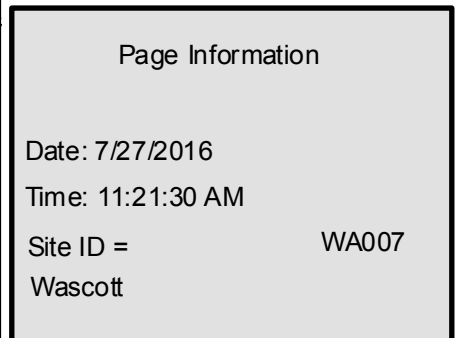 Page Information
Date: 7/27/2016
Time: 11:21:30 AM
Site ID = WA007
Wascott